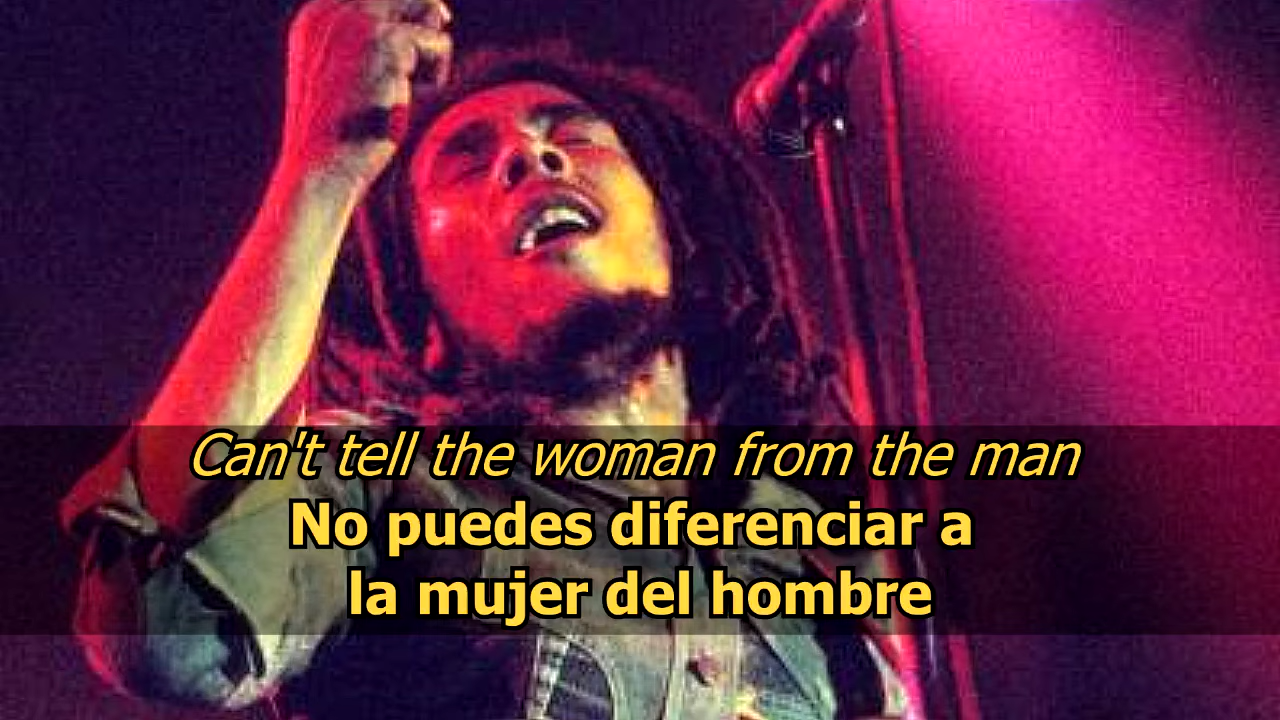 Can't tell the woman from the man
No puedes diferenciar a
la mujer del hombre